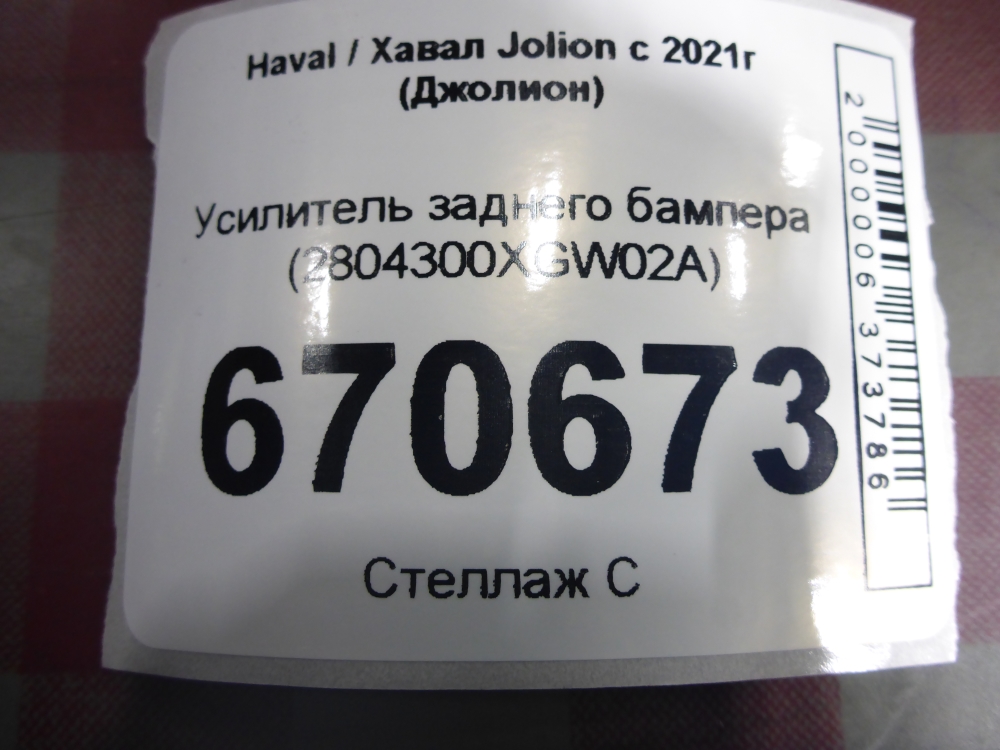 Haval / Хавал Jolion с 2021г
(Джолион)
Усилитель заднего бампера
(2804300XGW02A)
670673
Стеллаж С
2000006373786